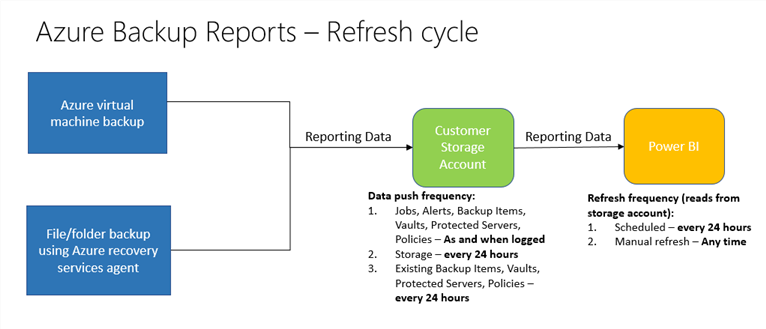 Azure Backup Reports – Refresh cycle
Azure virtual
machine backup
File/folder backup
using Azure recovery
services agent
Reporting Data
Customer
Storage
Account
Reporting Data
Power BI
Data push frequency:
1. Jobs, Alerts, Backup Items,
Vaults, Protected Servers,
Policies – As and when logged
2. Storage – every 24 hours
3. Existing Backup Items, Vaults,
Protected Servers, Policies –
every 24 hours
Refresh frequency (reads from
storage account):
1. Scheduled – every 24 hours
2. Manual refresh – Any time